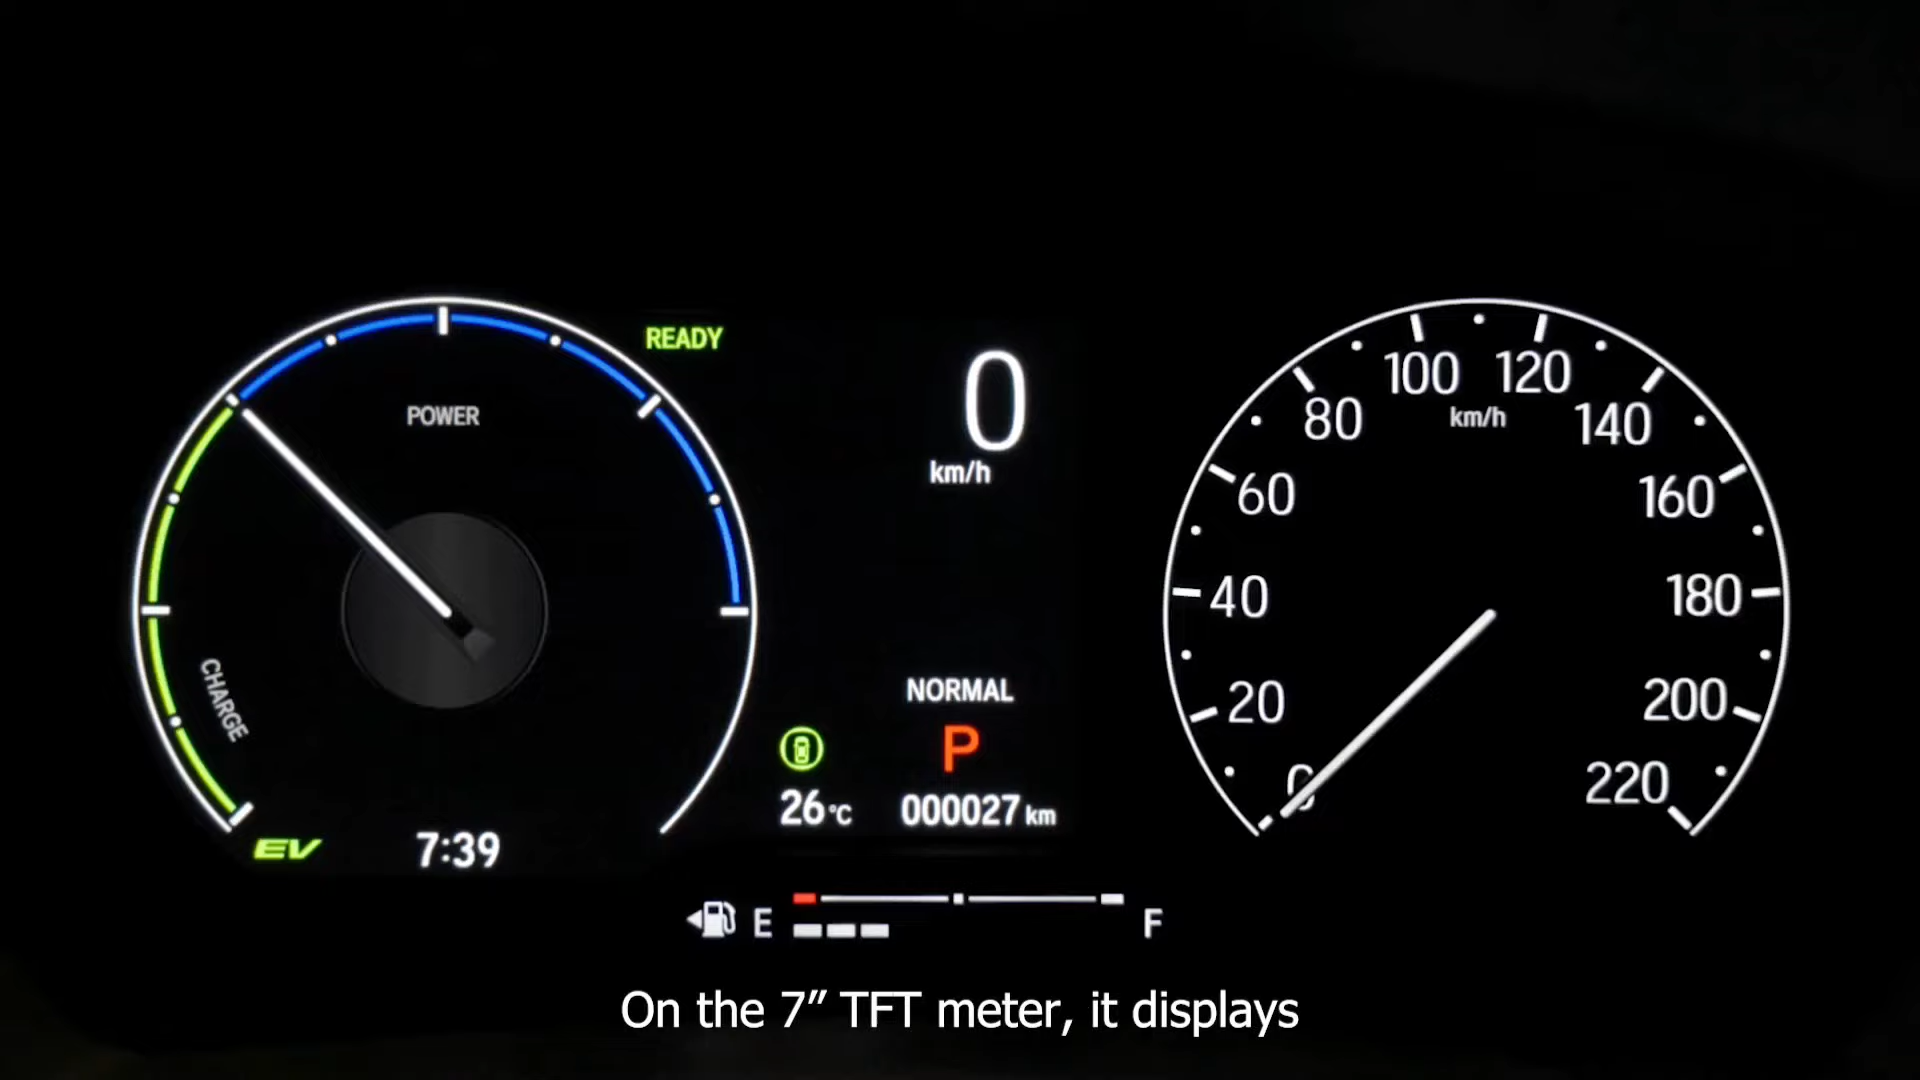 READY
POWER
CHARGE
EV
7:39
0
km/h
NORMAL
P
26°C
000027 km
0
20
40
60
80
100
120
140
160
180
200
220
km/h
E
F
On the 7” TFT meter, it displays